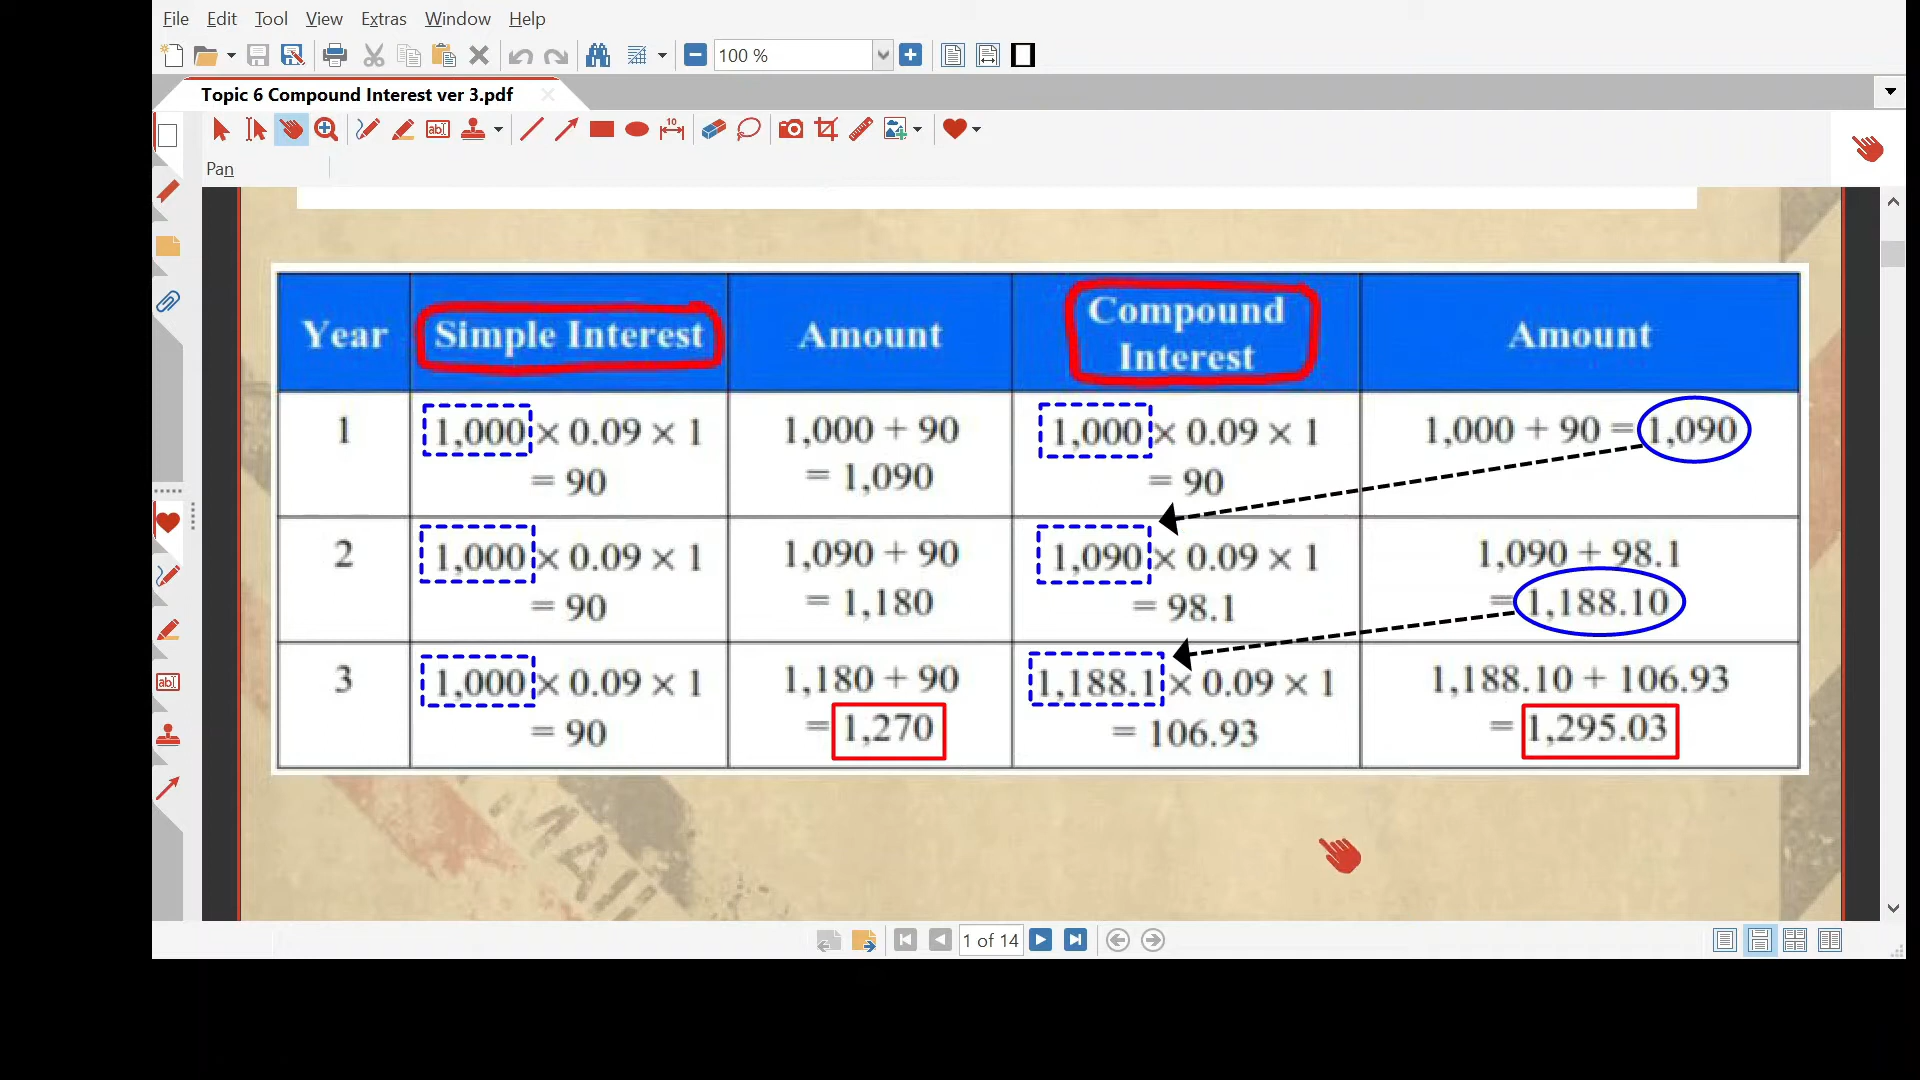 File Edit Tool View Extras Window Help
100 %
Topic 6 Compound Interest ver 3.pdf
Pan
Year Simple Interest Amount Compound Interest Amount
1 1,000 × 0.09 × 1 1,000 + 90 1,000 × 0.09 × 1 1,000 + 90 = 1,090
= 90 = 1,090 = 90
2 1,000 × 0.09 × 1 1,090 + 90 1,090 × 0.09 × 1 1,090 + 98.1
= 90 = 1,180 = 98.1 = 1,188.10
3 1,000 × 0.09 × 1 1,180 + 90 1,188.1 × 0.09 × 1 1,188.10 + 106.93
= 90 = 1,270 = 106.93 = 1,295.03
MAIL
1 of 14